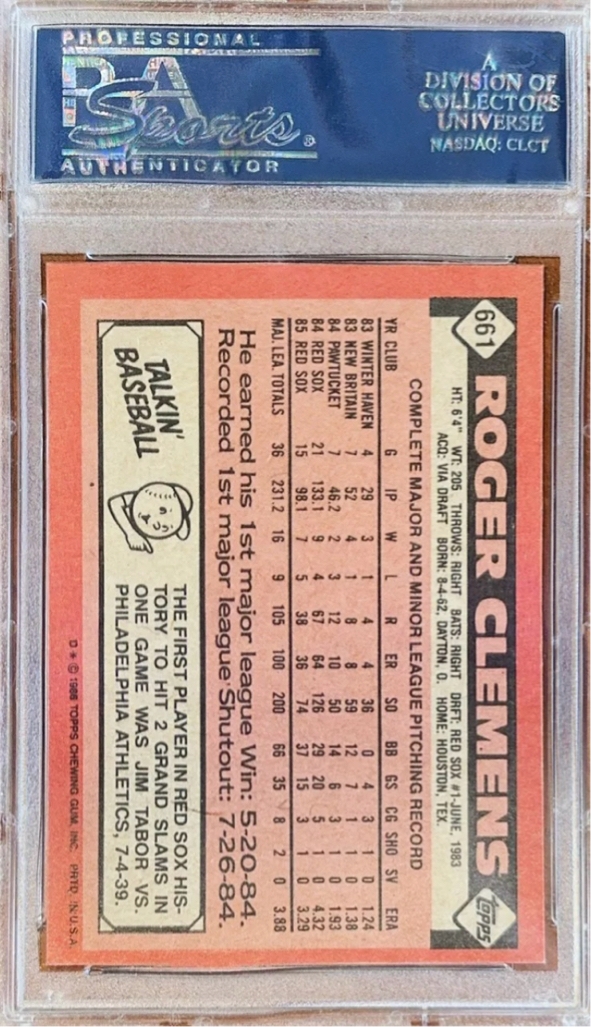 PROFESSIONAL
PSA
Sports®
AUTHENTICATOR
A
DIVISION OF
COLLECTORS
UNIVERSE
NASDAQ: CLCT
661 ROGER CLEMENS TOPPS
HT: 6'4" WT: 205 THROWS: RIGHT BATS: RIGHT DRFT: RED SOX #1-JUNE, 1983
ACQ: VIA DRAFT BORN: 8-4-62, DAYTON, O. HOME: HOUSTON, TEX.
COMPLETE MAJOR AND MINOR LEAGUE PITCHING RECORD
YR CLUB G IP W L R ER SO BB GS CG SHO SV ERA
83 WINTER HAVEN 4 29 3 1 4 4 36 0 4 3 1 0 1.24
83 NEW BRITAIN 7 52 4 1 8 8 59 12 7 1 1 0 1.38
84 PAWTUCKET 7 46.2 2 3 12 10 50 14 6 3 1 0 1.93
84 RED SOX 21 133.1 9 4 67 64 126 29 20 5 1 0 4.32
85 RED SOX 15 98.1 7 5 38 36 74 37 15 3 1 0 3.29
MAJ. LEA. TOTALS 36 231.2 16 9 105 100 200 66 35 8 2 0 3.88
He earned his 1st major league Win: 5-20-84.
Recorded 1st major league Shutout: 7-26-84.
TALKIN'
BASEBALL
THE FIRST PLAYER IN RED SOX HIS-
TORY TO HIT 2 GRAND SLAMS IN
ONE GAME WAS JIM TABOR VS.
PHILADELPHIA ATHLETICS, 7-4-39.
D * © 1986 TOPPS CHEWING GUM, INC. PRTD. IN U.S.A.